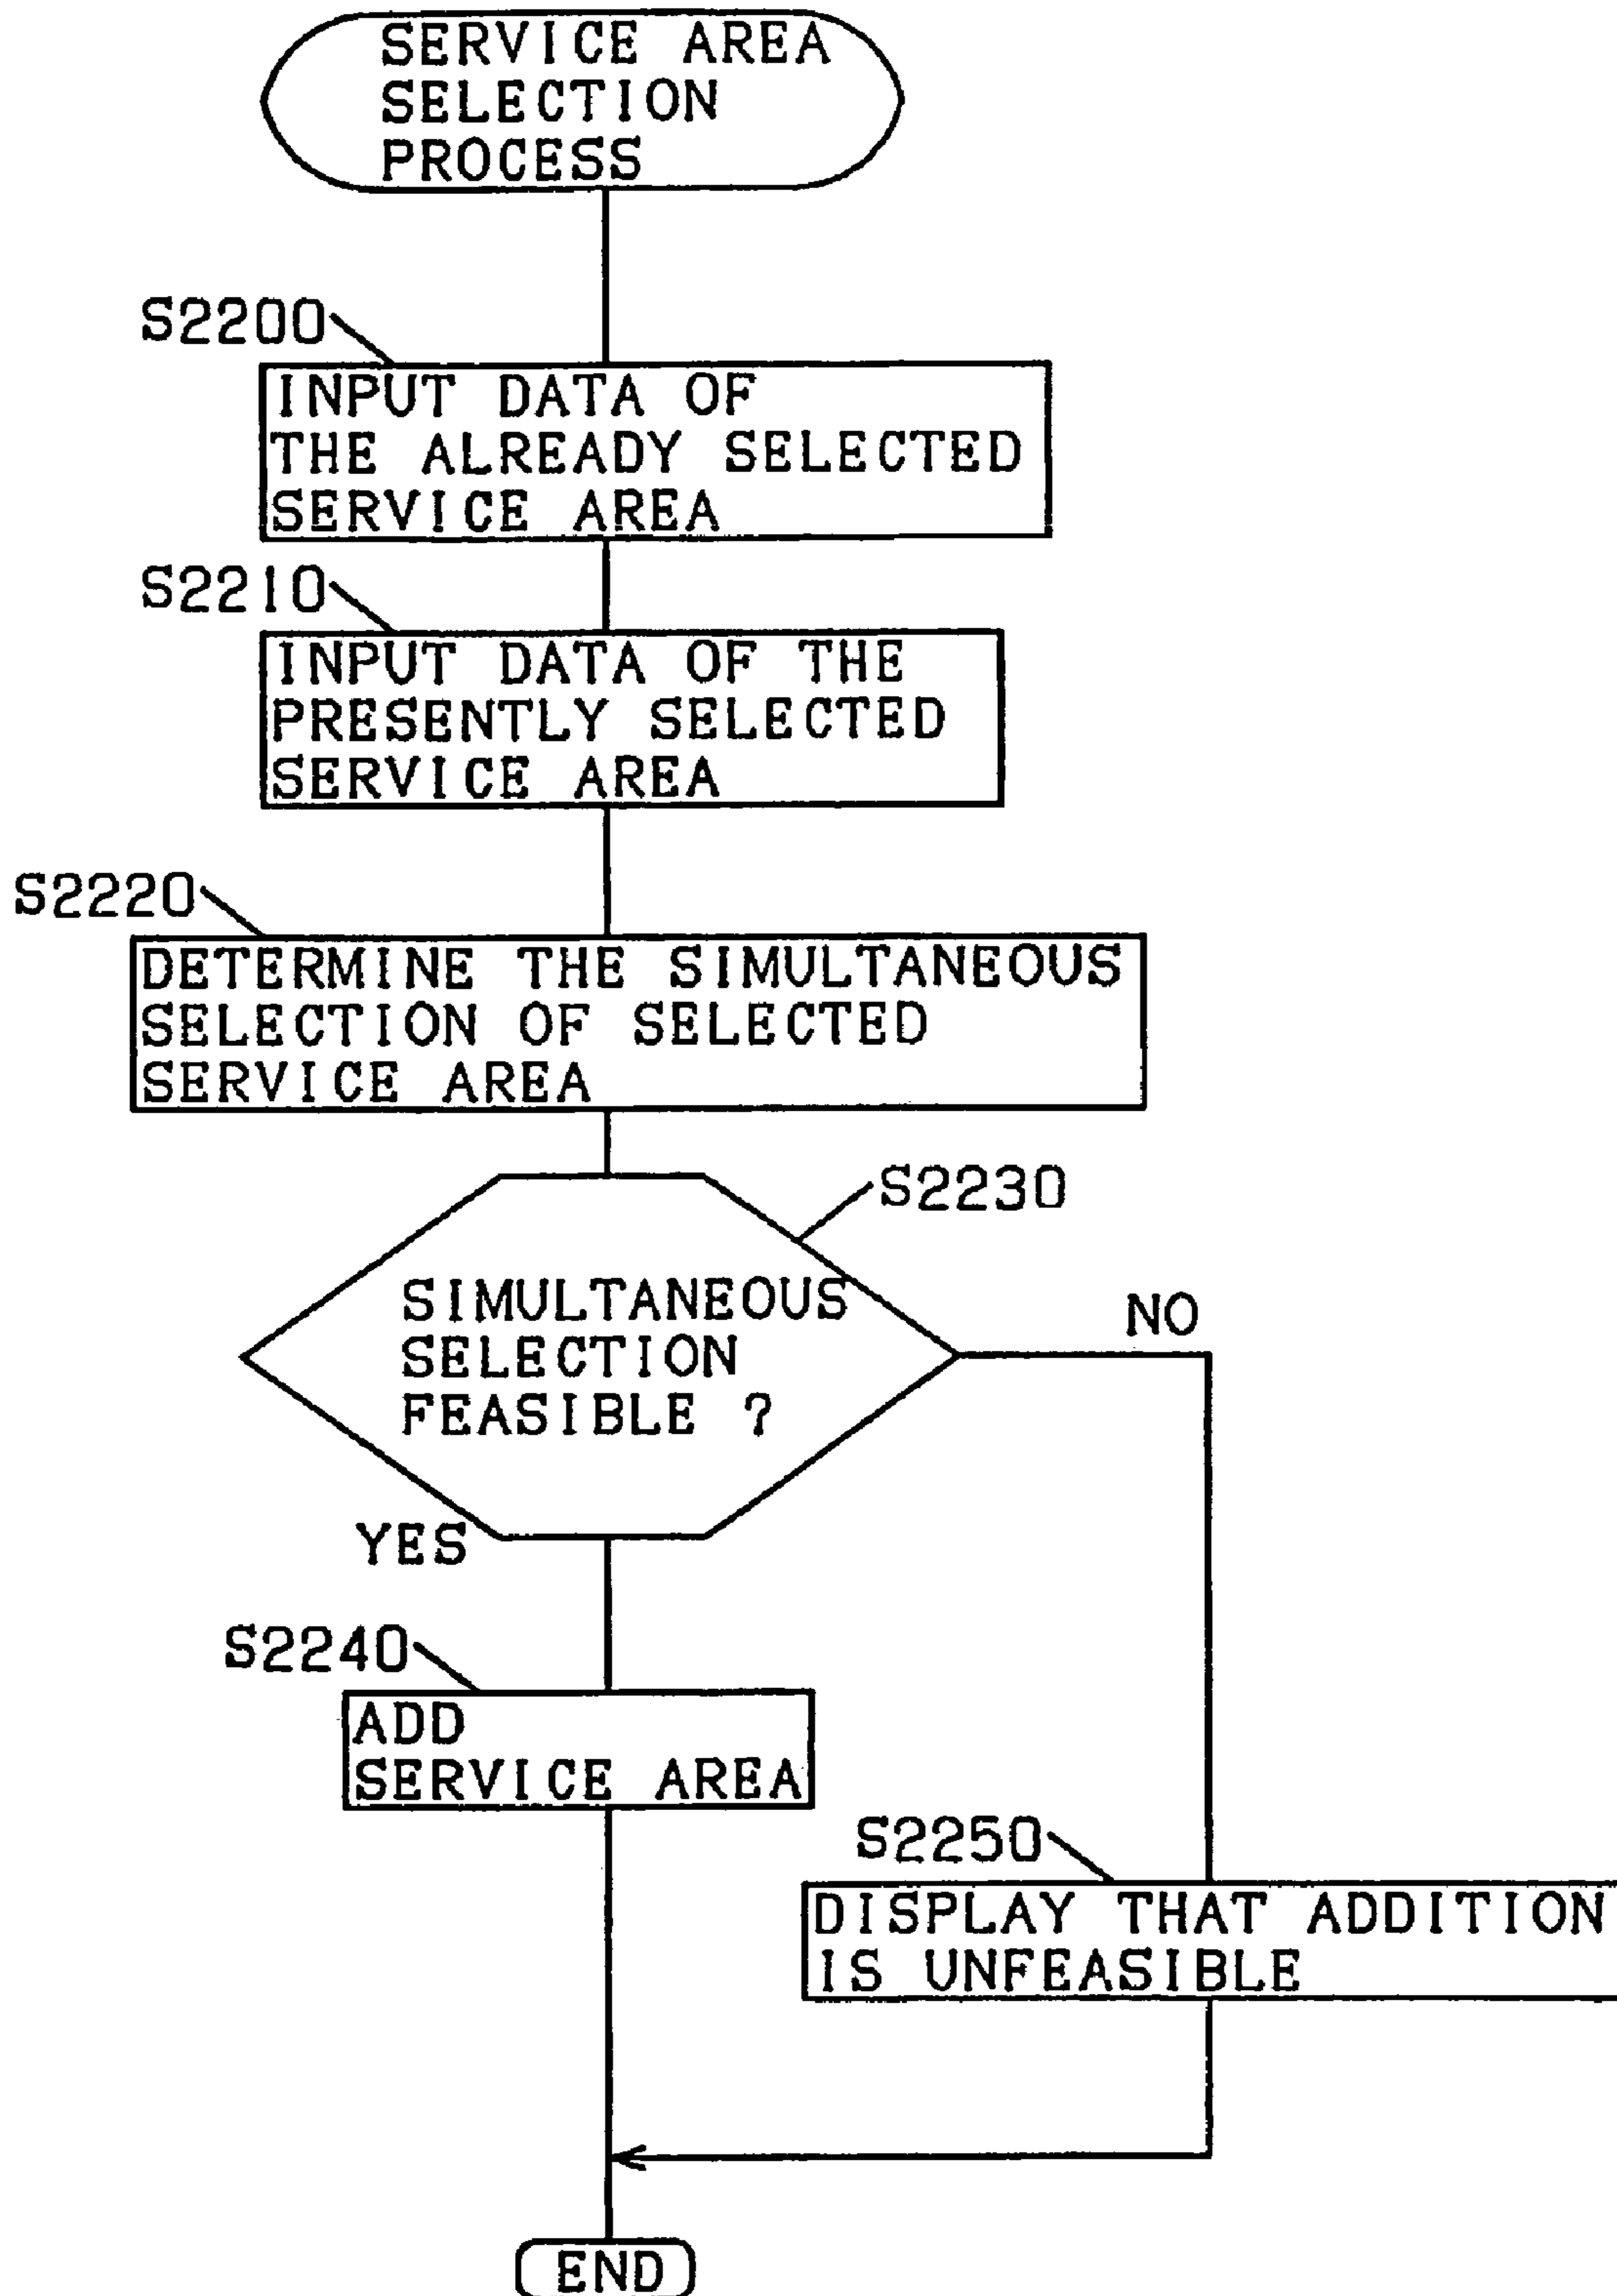 SERVICE AREA
SELECTION
PROCESS
S2200
INPUT DATA OF
THE ALREADY SELECTED
SERVICE AREA
S2210
INPUT DATA OF THE
PRESENTLY SELECTED
SERVICE AREA
S2220
DETERMINE THE SIMULTANEOUS
SELECTION OF SELECTED
SERVICE AREA
S2230
SIMULTANEOUS
SELECTION
FEASIBLE ?
NO
YES
S2240
ADD
SERVICE AREA
S2250
DISPLAY THAT ADDITION
IS UNFEASIBLE
END